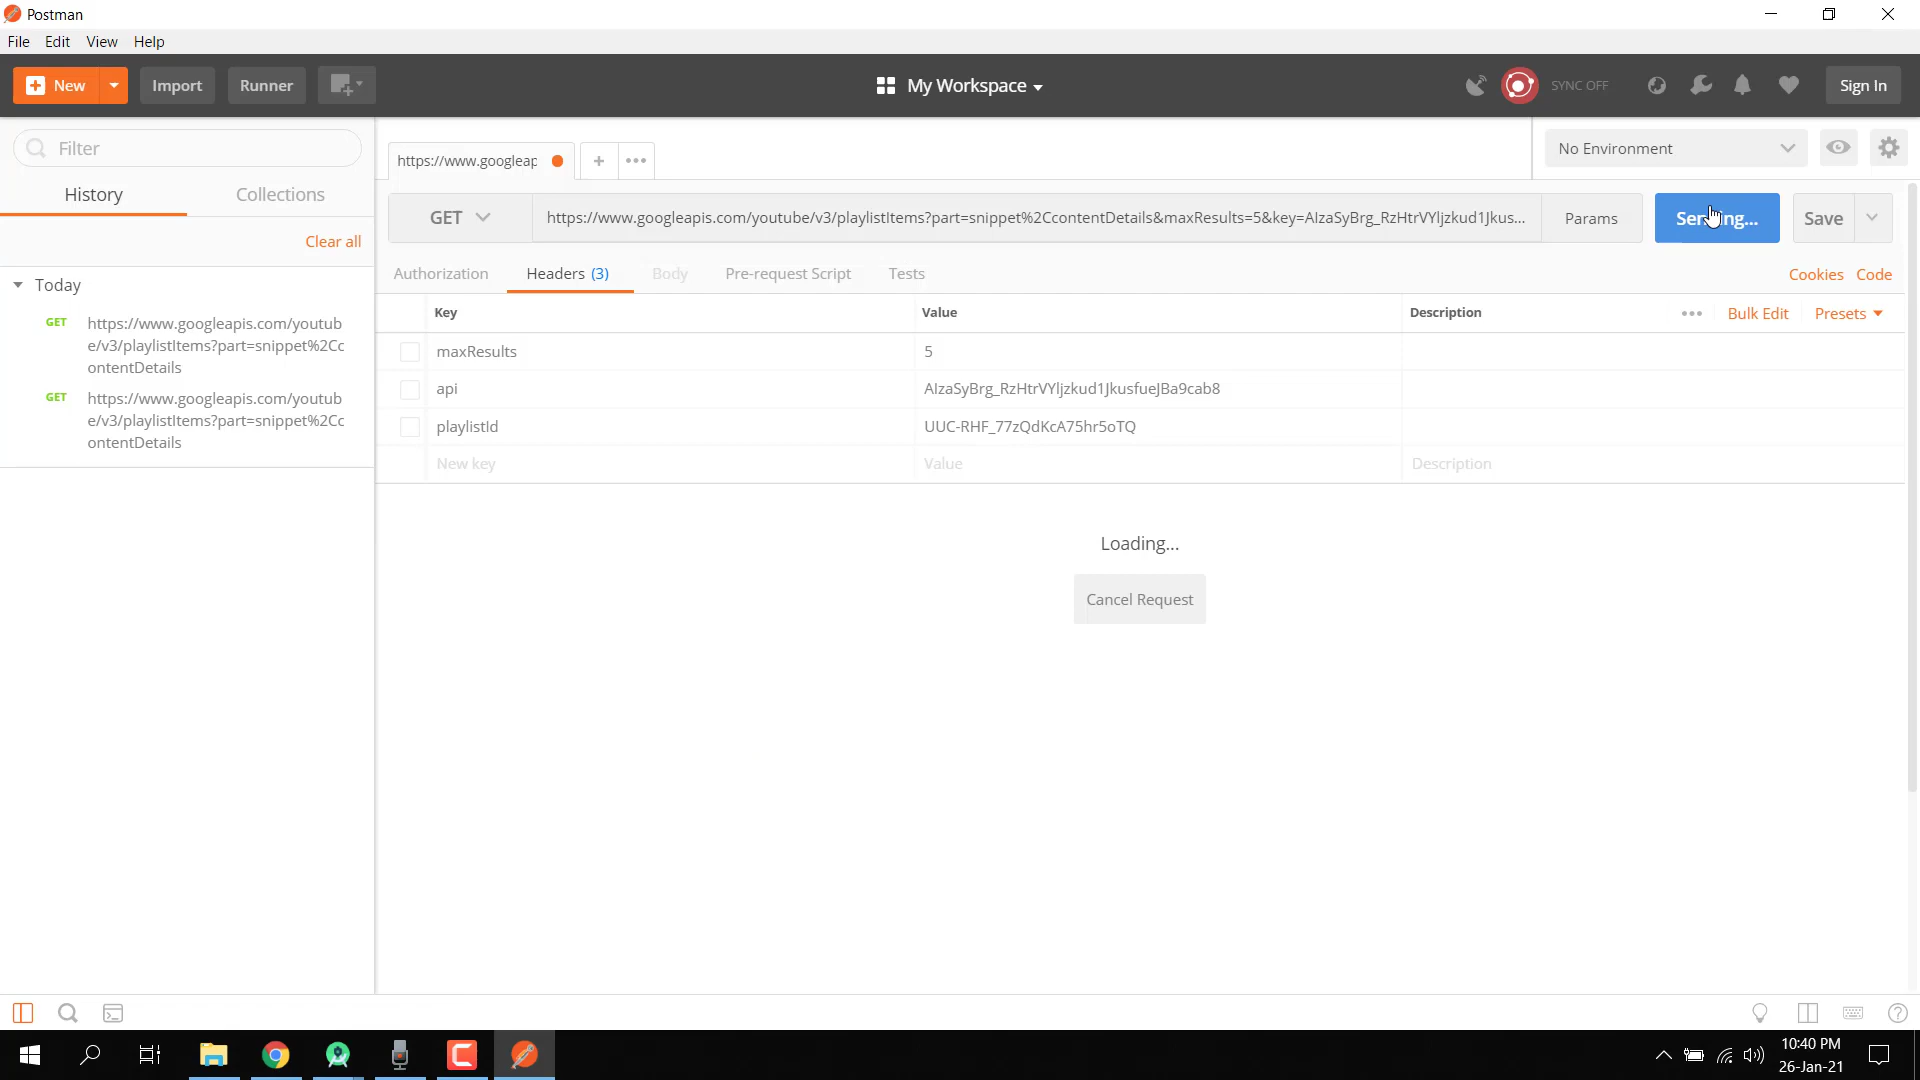 Postman
File Edit View Help
New Import Runner My Workspace SYNC OFF Sign In
Filter
No Environment
https://www.googleap
History Collections
GET https://www.googleapis.com/youtube/v3/playlistItems?part=snippet%2CcontentDetails&maxResults=5&key=AIzaSyBrg_RzHtrVYljzkud1Jkus... Params Sending... Save
Clear all
Authorization Headers (3) Body Pre-request Script Tests Cookies Code
Today
Key Value Description Bulk Edit Presets
GET https://www.googleapis.com/youtub
e/v3/playlistItems?part=snippet%2Cc
ontentDetails
maxResults 5
api AIzaSyBrg_RzHtrVYljzkud1JkusfueJBa9cab8
GET https://www.googleapis.com/youtub
e/v3/playlistItems?part=snippet%2Cc
ontentDetails
playlistId UUC-RHF_77zQdKcA75hr5oTQ
New key Value Description
Loading...
Cancel Request
10:40 PM
26-Jan-21